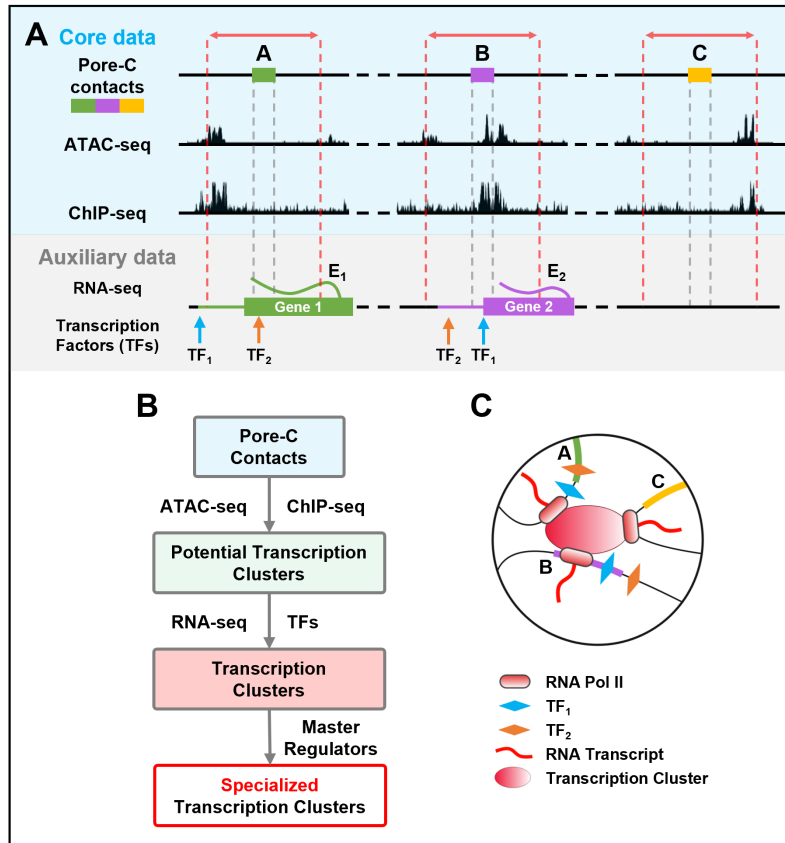 A
Core data
A
B
C
Pore-C
contacts
ATAC-seq
ChIP-seq
Auxiliary data
RNA-seq
E₁
E₂
Gene 1
Gene 2
Transcription
Factors (TFs)
TF₁
TF₂
TF₂
TF₁
B
Pore-C
Contacts
ATAC-seq
ChIP-seq
Potential Transcription
Clusters
RNA-seq
TFs
Transcription
Clusters
Master
Regulators
Specialized
Transcription Clusters
C
A
C
B
RNA Pol II
TF₁
TF₂
RNA Transcript
Transcription Cluster